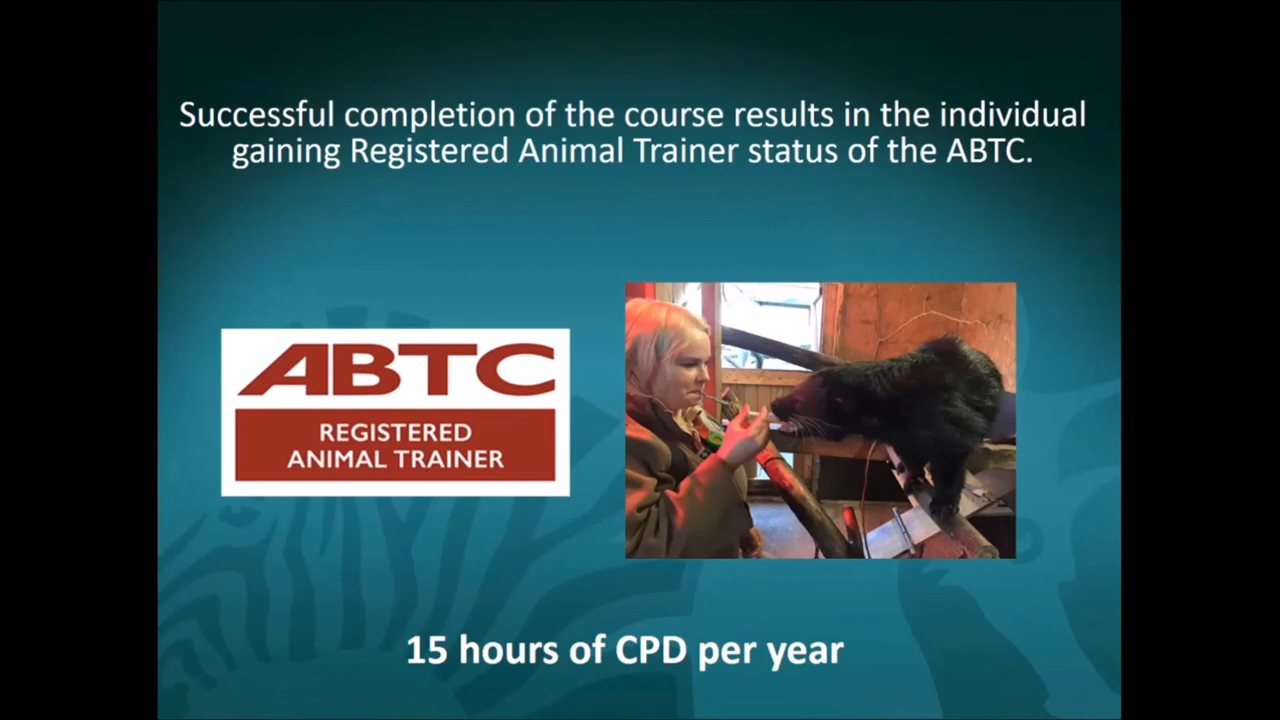 Successful completion of the course results in the individual
gaining Registered Animal Trainer status of the ABTC.
ABTC
REGISTERED
ANIMAL TRAINER
15 hours of CPD per year